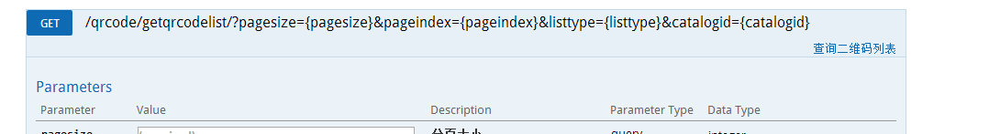 GET /qrcode/getqrcodelist/?pagesize={pagesize}&pageindex={pageindex}&listtype={listtype}&catalogid={catalogid}
查询二维码列表
Parameters
Parameter Value Description Parameter Type Data Type
pagesize (required) 分页大小 query integer